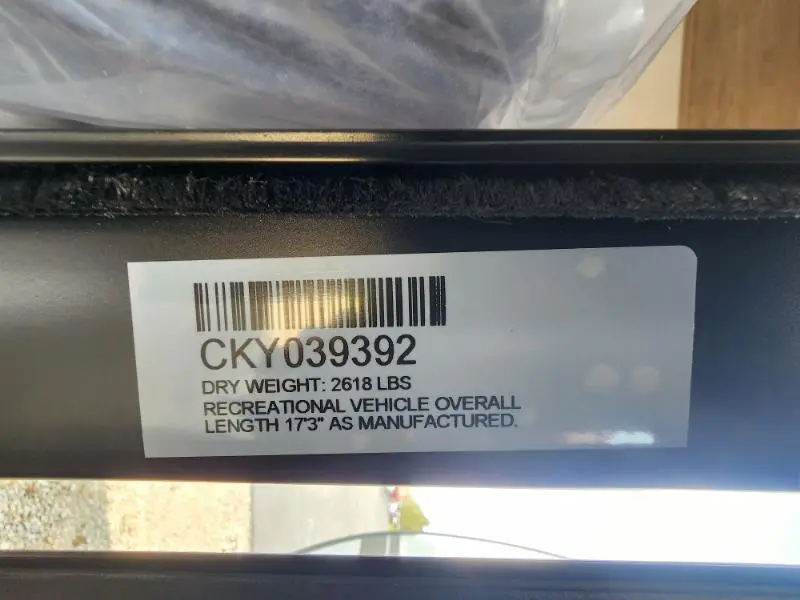 CKY039392
DRY WEIGHT: 2618 LBS
RECREATIONAL VEHICLE OVERALL
LENGTH 17'3" AS MANUFACTURED.